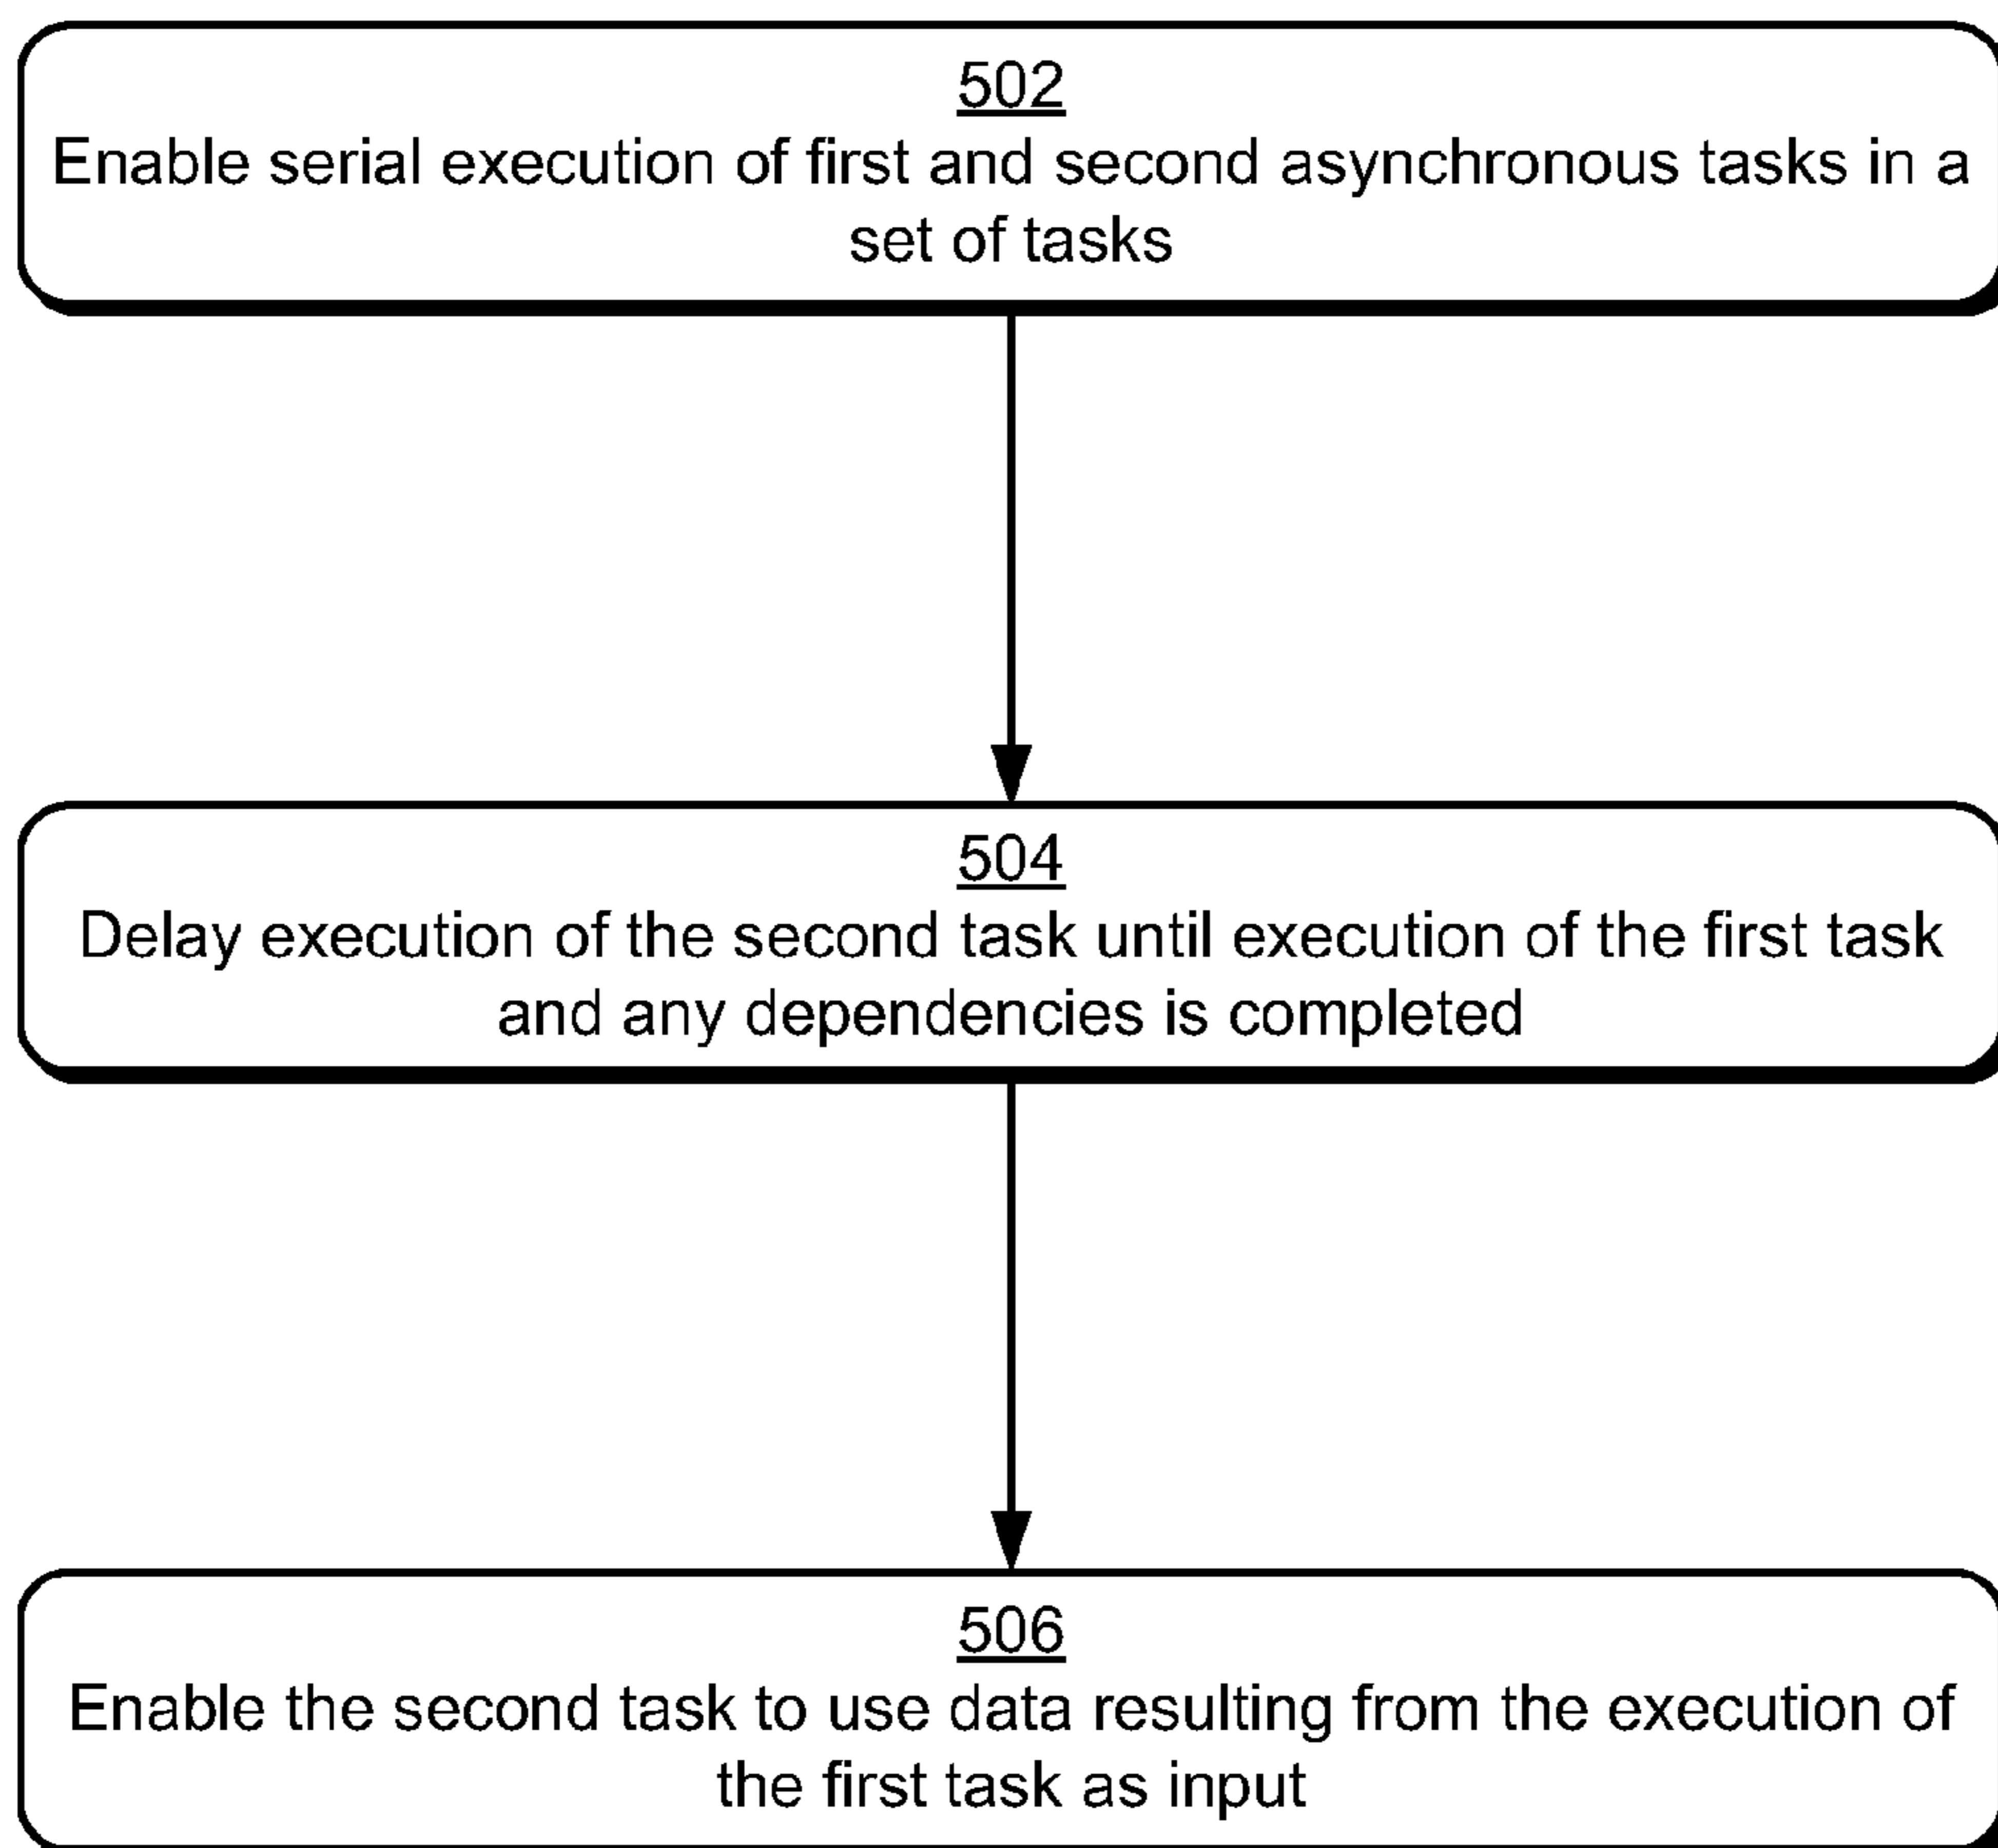 502
Enable serial execution of first and second asynchronous tasks in a
set of tasks
504
Delay execution of the second task until execution of the first task
and any dependencies is completed
506
Enable the second task to use data resulting from the execution of
the first task as input